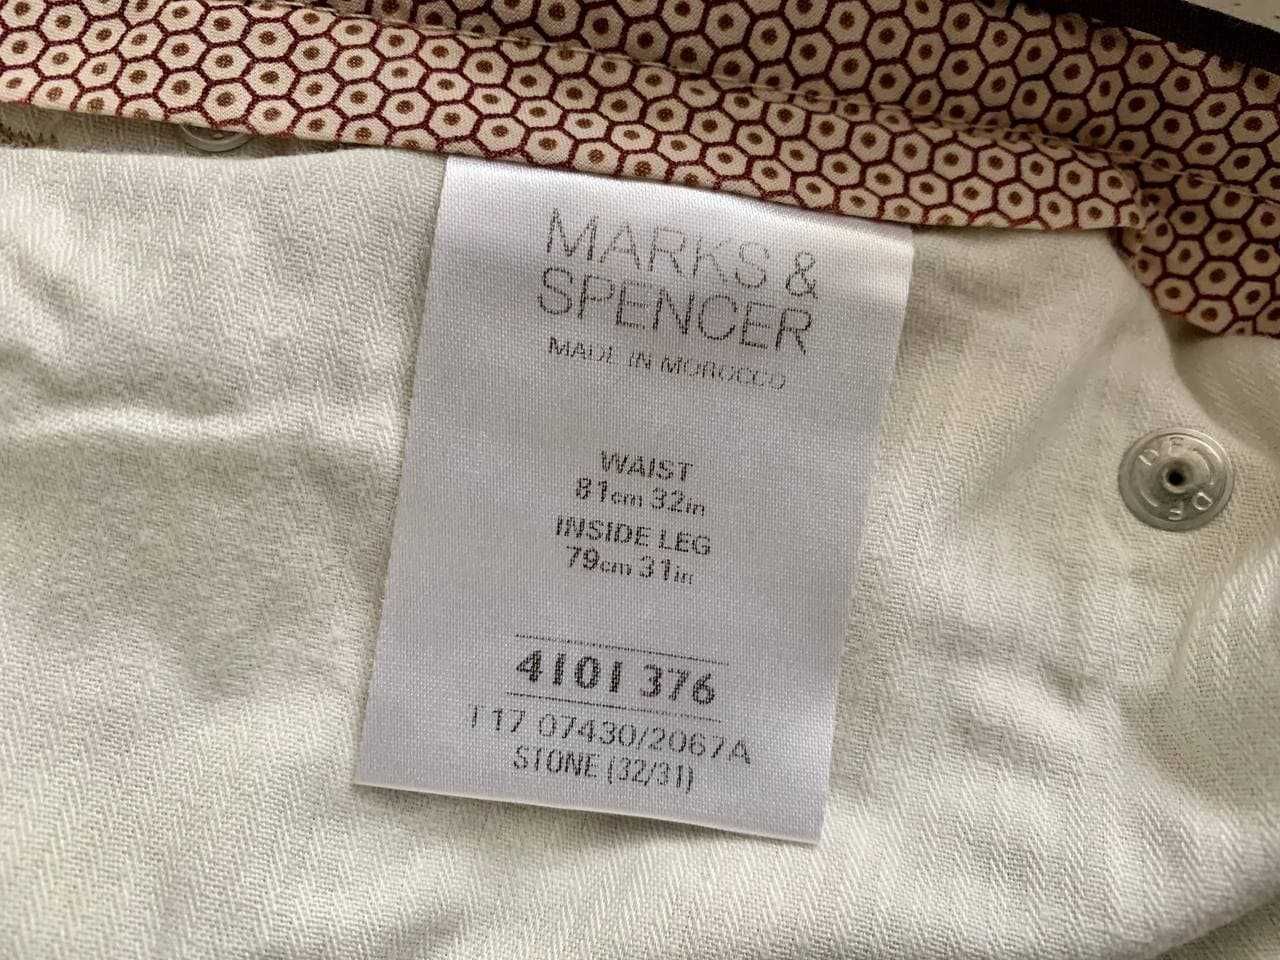 MARKS &
SPENCER
MADE IN MOROCCO
WAIST
81cm 32in
INSIDE LEG
79cm 31in
4101 376
T17 07430/2067A
STONE (32/31)